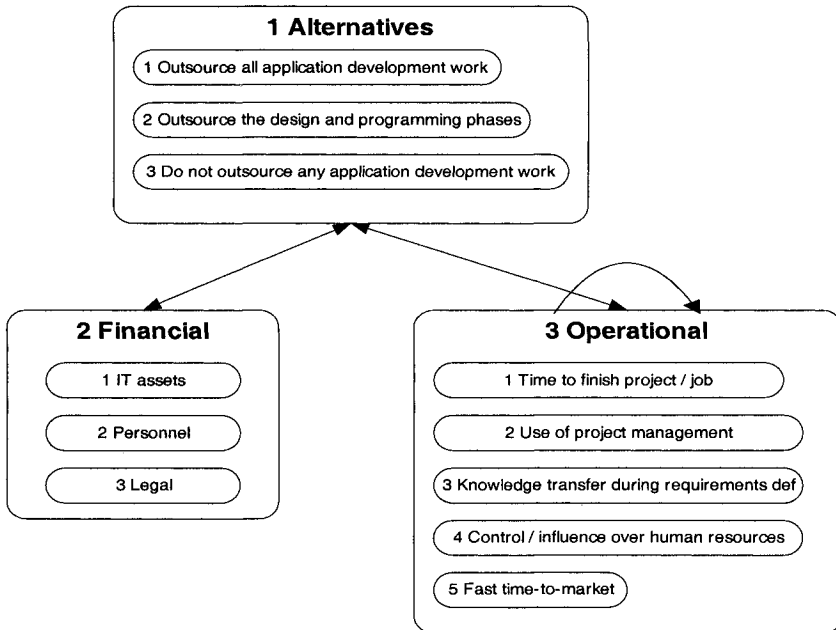 1 Alternatives
1 Outsource all application development work
2 Outsource the design and programming phases
3 Do not outsource any application development work
2 Financial
1 IT assets
2 Personnel
3 Legal
3 Operational
1 Time to finish project / job
2 Use of project management
3 Knowledge transfer during requirements def
4 Control / influence over human resources
5 Fast time-to-market